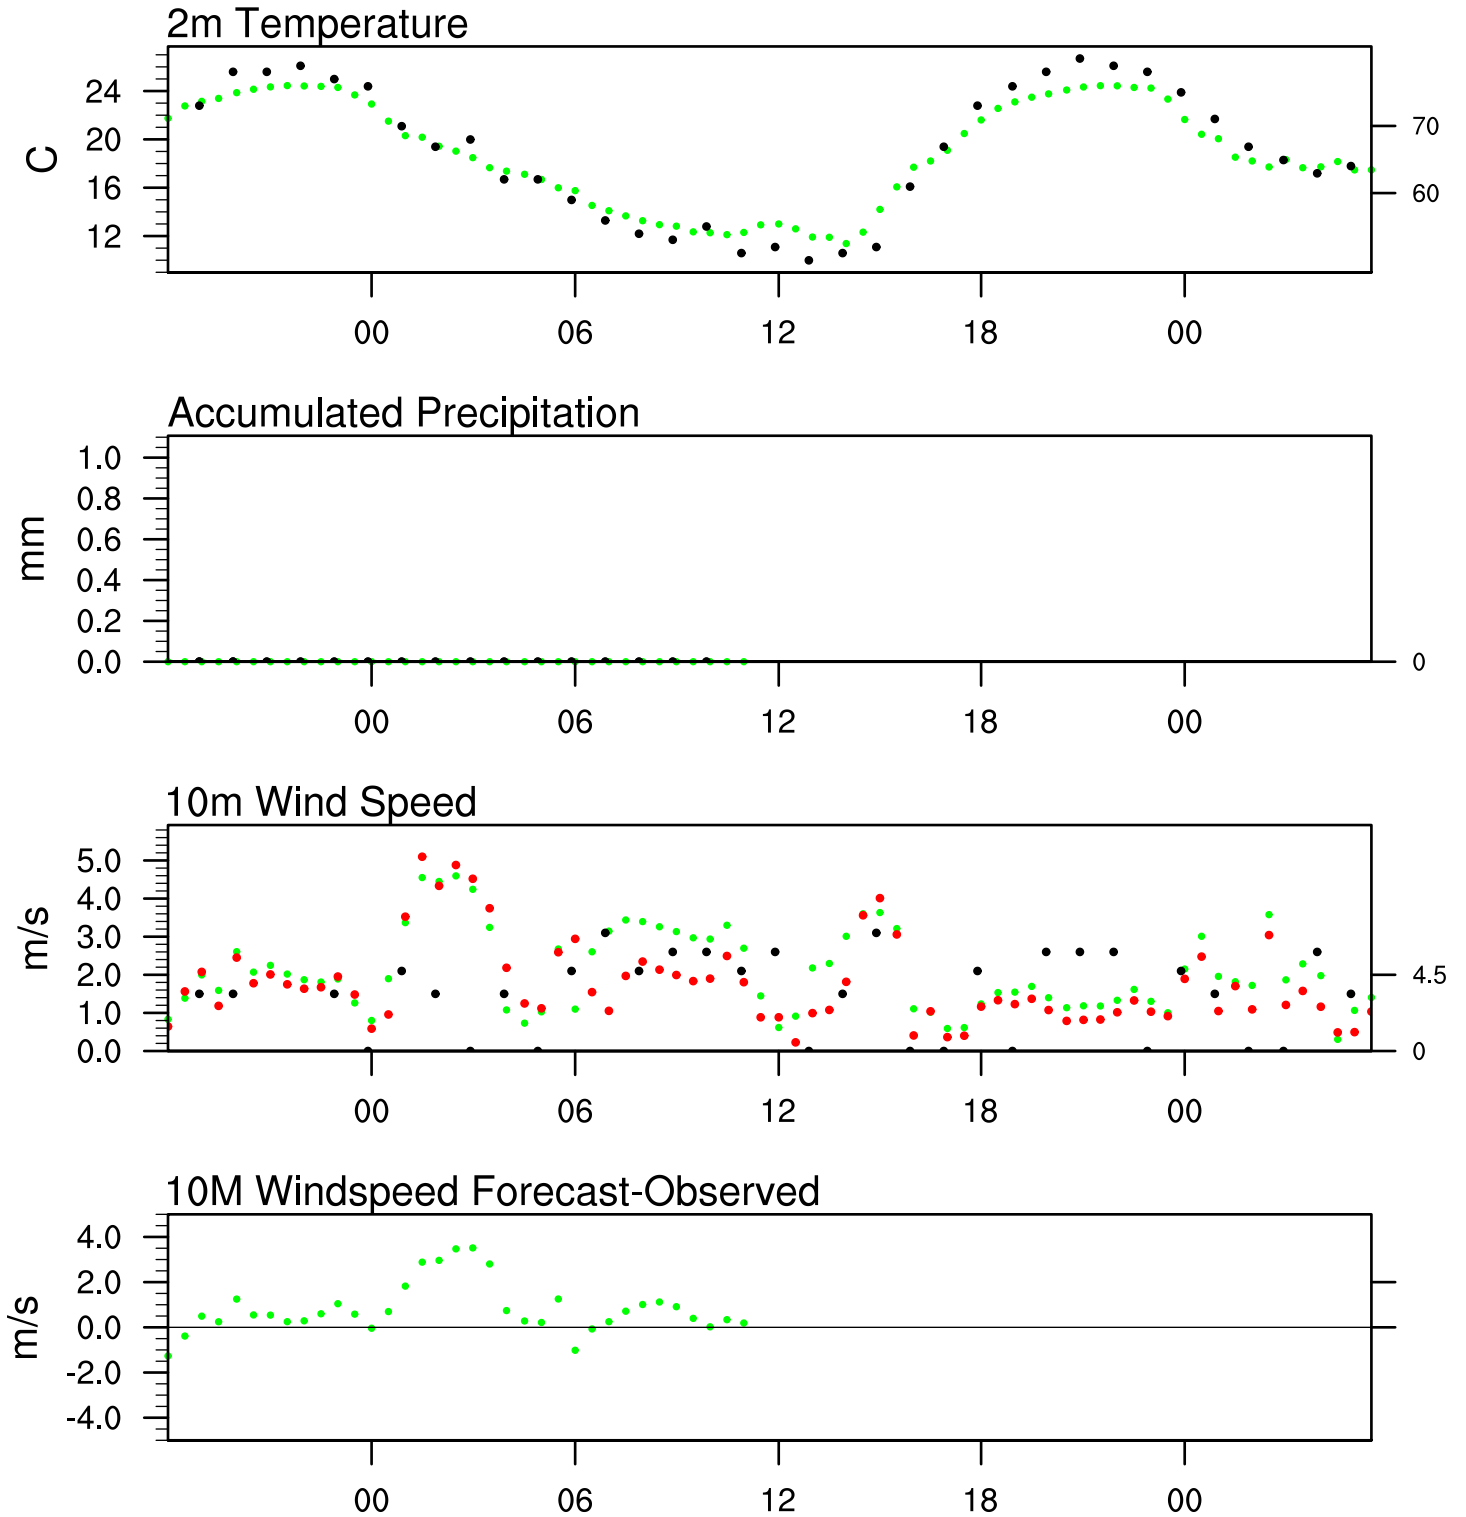 2m Temperature
24
20
16
12
C
70
60
00 06 12 18 00
Accumulated Precipitation
1.0
0.8
0.6
0.4
0.2
0.0
mm
0
00 06 12 18 00
10m Wind Speed
5.0
4.0
3.0
2.0
1.0
0.0
m/s
4.5
0
00 06 12 18 00
10M Windspeed Forecast-Observed
4.0
2.0
0.0
-2.0
-4.0
m/s
00 06 12 18 00